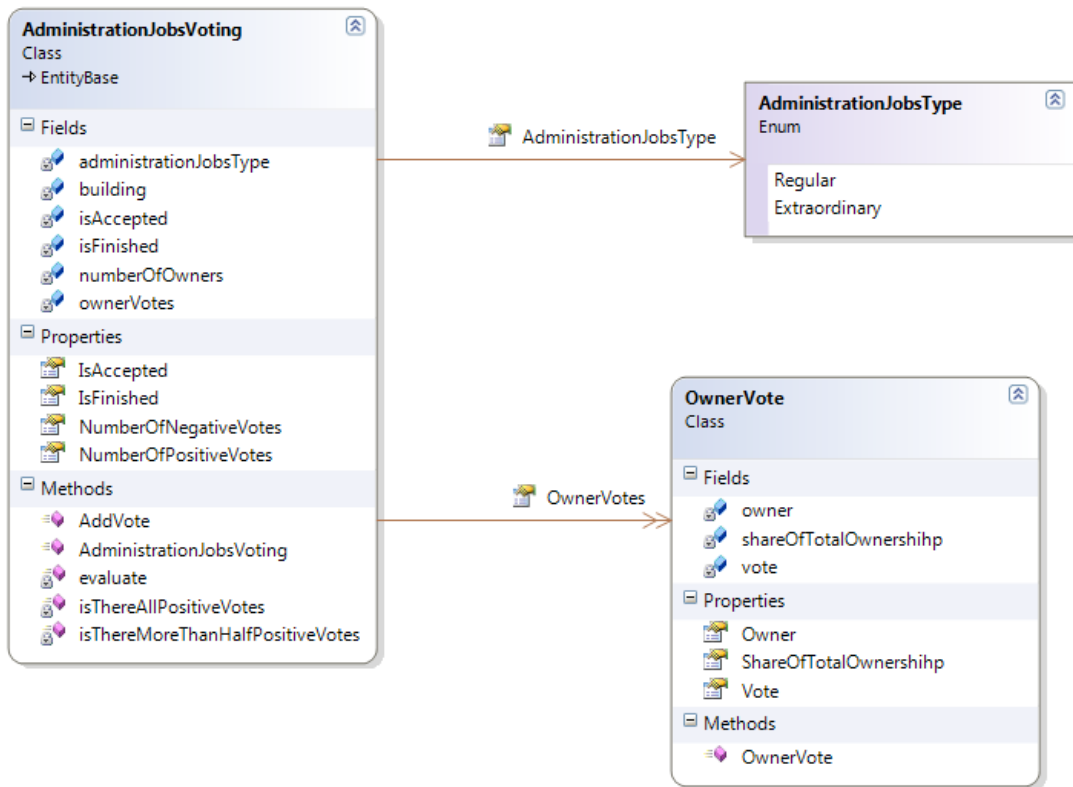 AdministrationJobsVoting
Class
EntityBase
Fields
administrationJobsType
building
isAccepted
isFinished
numberOfOwners
ownerVotes
Properties
IsAccepted
IsFinished
NumberOfNegativeVotes
NumberOfPositiveVotes
Methods
AddVote
AdministrationJobsVoting
evaluate
isThereAllPositiveVotes
isThereMoreThanHalfPositiveVotes
AdministrationJobsType
AdministrationJobsType
Enum
Regular
Extraordinary
OwnerVotes
OwnerVote
Class
Fields
owner
shareOfTotalOwnershihp
vote
Properties
Owner
ShareOfTotalOwnershihp
Vote
Methods
OwnerVote